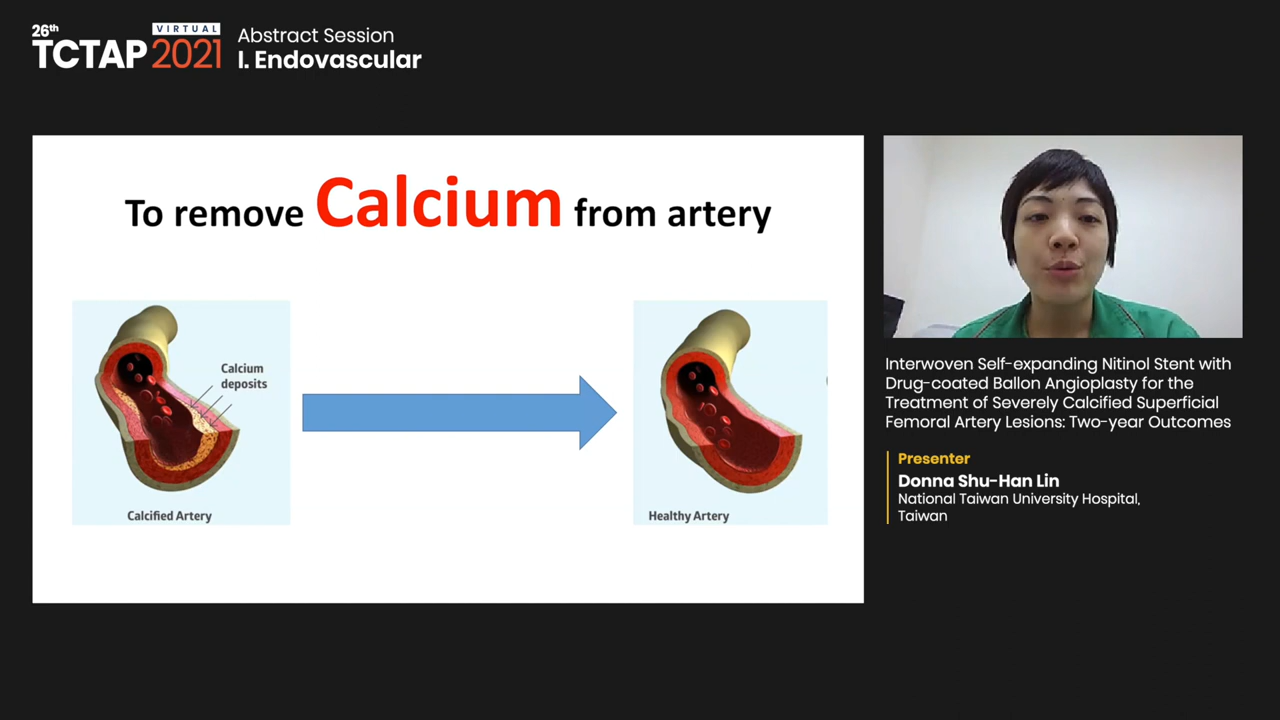 26th
VIRTUAL
TCTAP 2021
Abstract Session
I. Endovascular
To remove Calcium from artery
Calcium
deposits
Calcified Artery
Healthy Artery
Interwoven Self-expanding Nitinol Stent with
Drug-coated Ballon Angioplasty for the
Treatment of Severely Calcified Superficial
Femoral Artery Lesions: Two-year Outcomes
Presenter
Donna Shu-Han Lin
National Taiwan University Hospital,
Taiwan